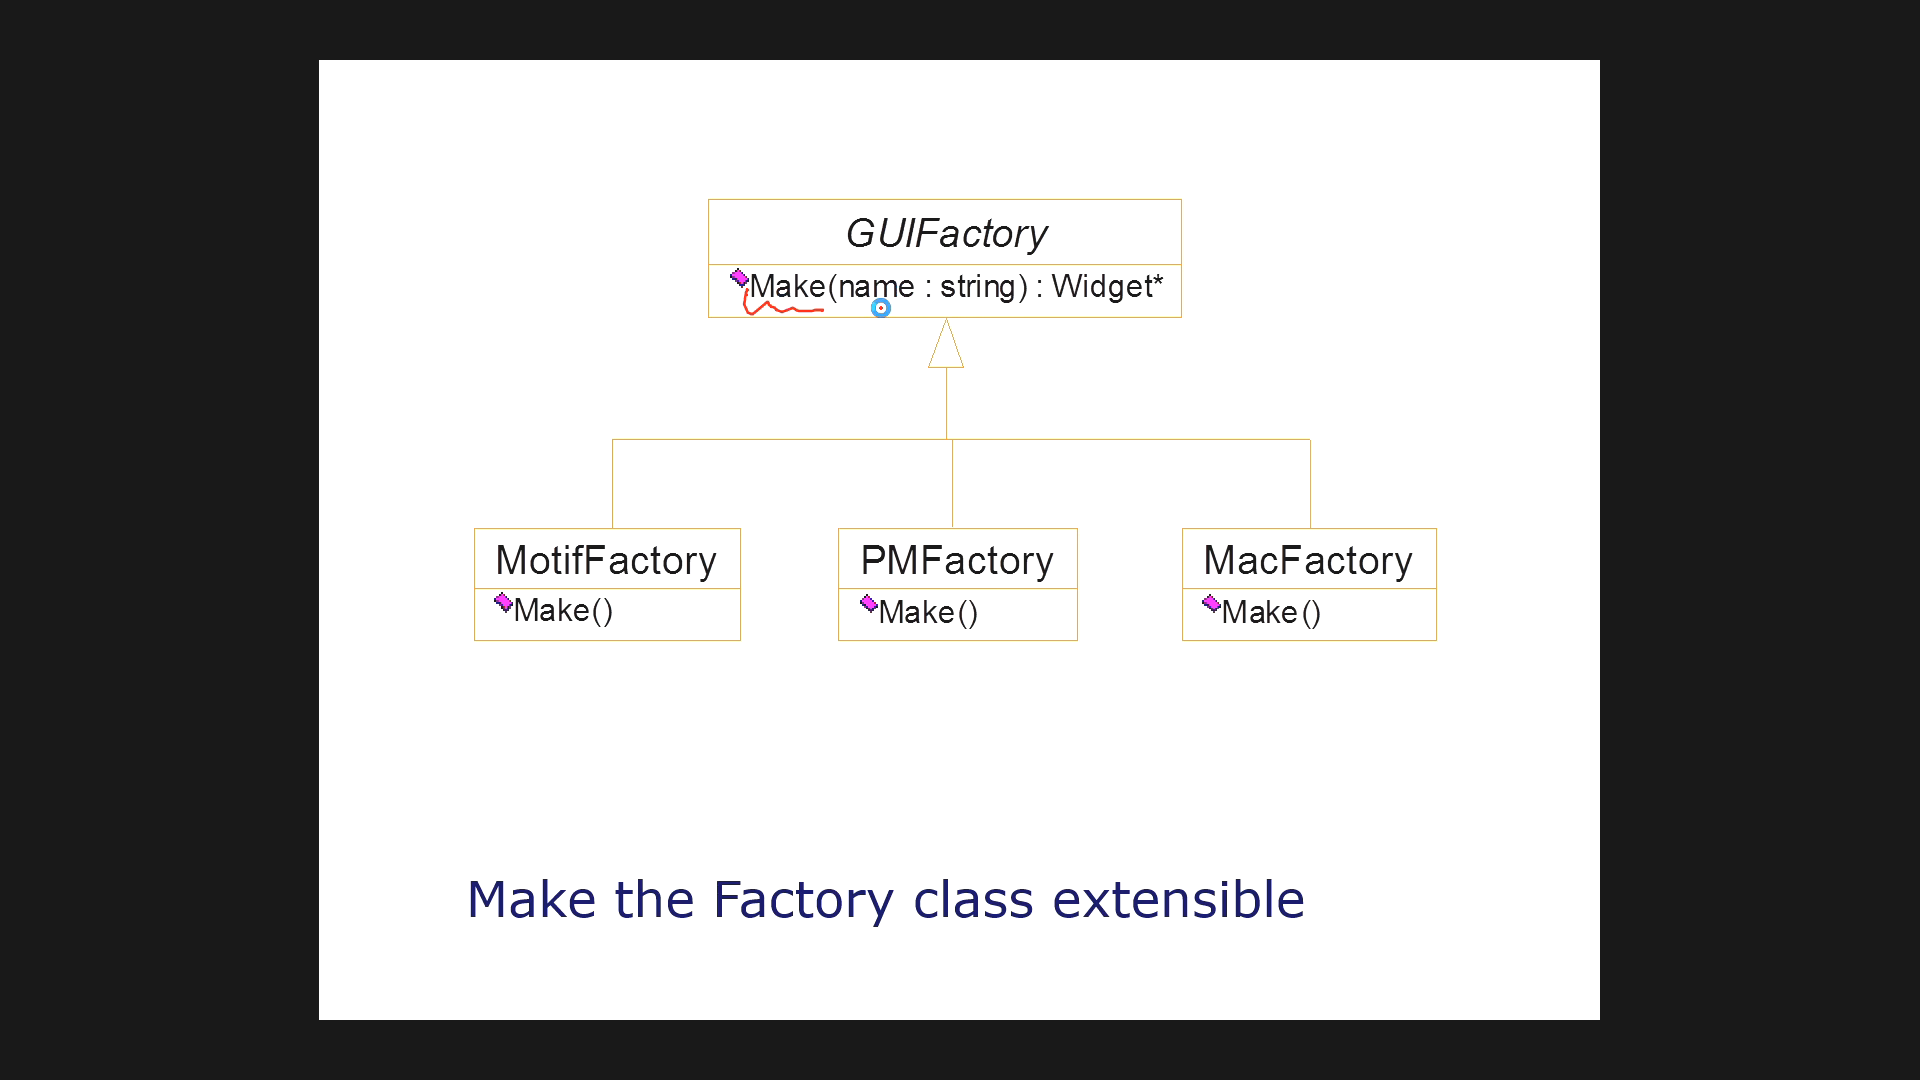 GUIFactory
Make(name : string) : Widget*
MotifFactory
Make()
PMFactory
Make()
MacFactory
Make()
Make the Factory class extensible